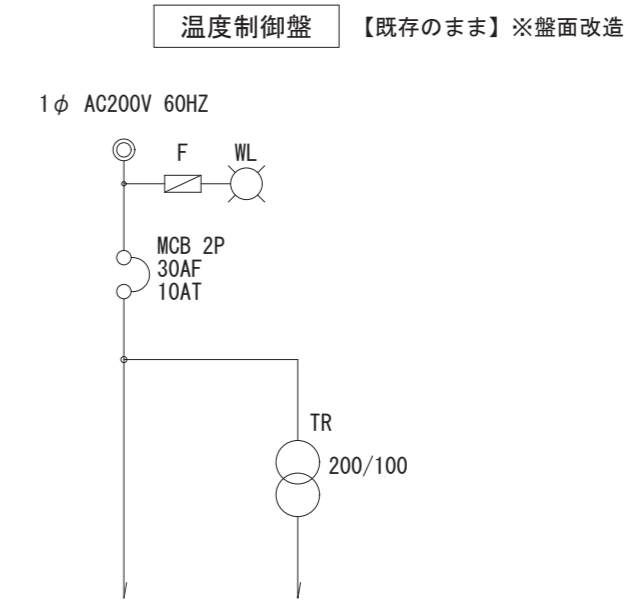 温度制御盤 【既存のまま】※盤面改造
1φ AC200V 60HZ
F WL
MCB 2P
30AF
10AT
TR
200/100